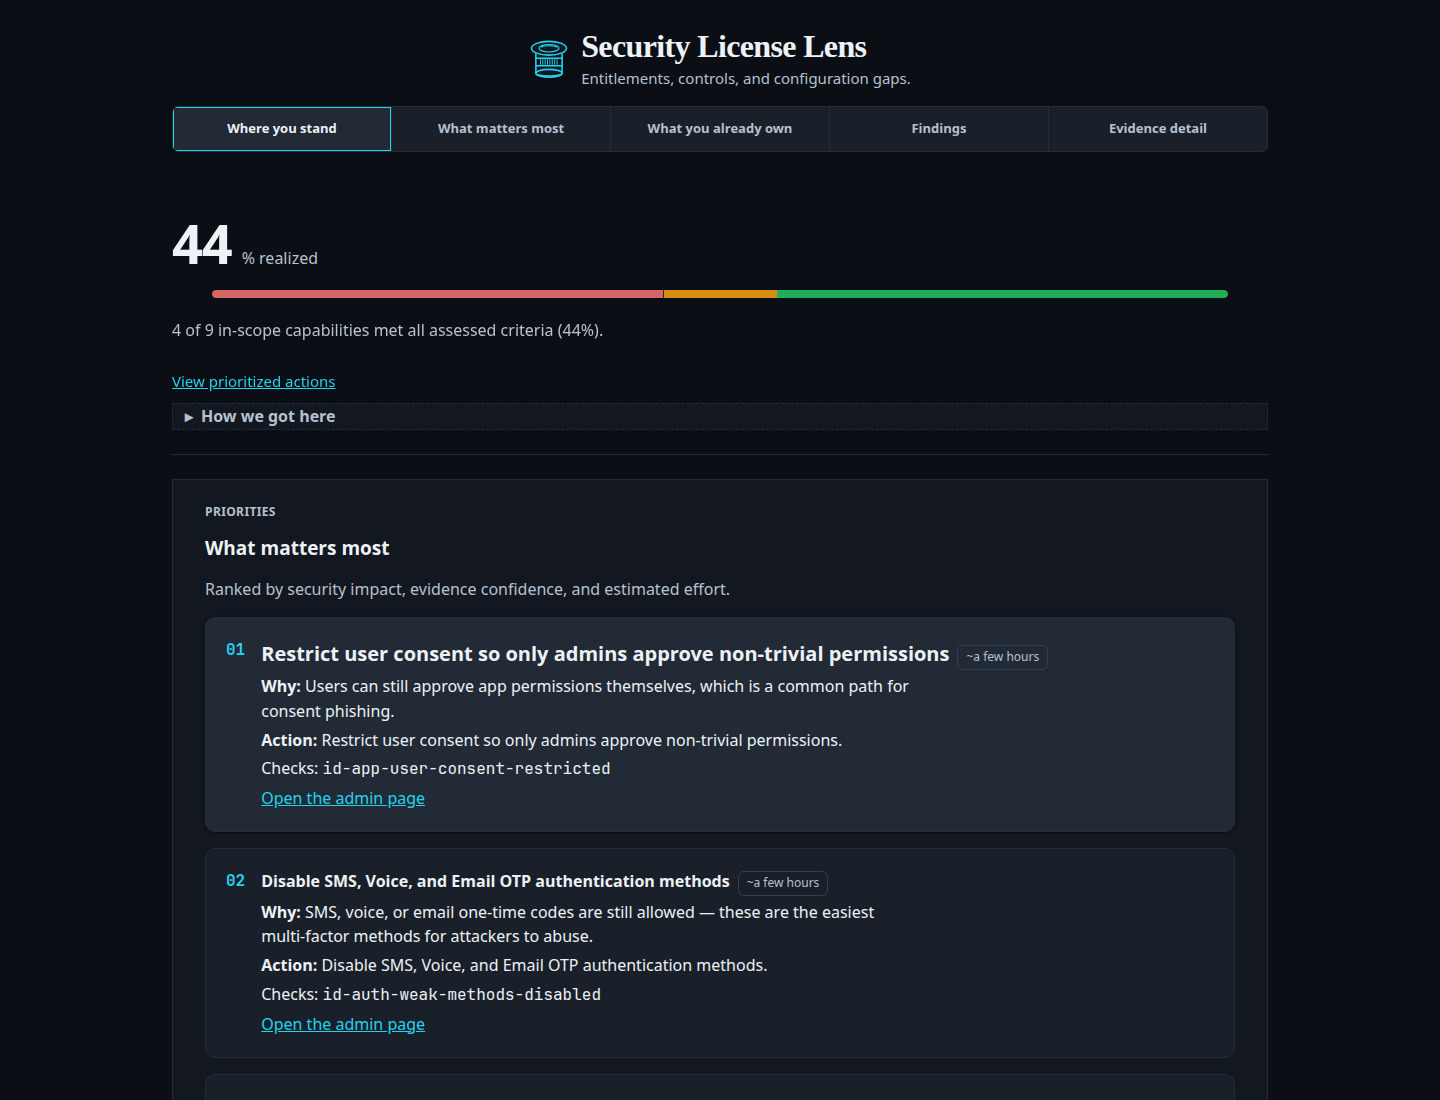 Security License Lens
Entitlements, controls, and configuration gaps.
Where you stand
What matters most
What you already own
Findings
Evidence detail
44 % realized
4 of 9 in-scope capabilities met all assessed criteria (44%).
View prioritized actions
▶ How we got here
PRIORITIES
What matters most
Ranked by security impact, evidence confidence, and estimated effort.
01 Restrict user consent so only admins approve non-trivial permissions ~a few hours
Why: Users can still approve app permissions themselves, which is a common path for
consent phishing.
Action: Restrict user consent so only admins approve non-trivial permissions.
Checks: id-app-user-consent-restricted
Open the admin page
02 Disable SMS, Voice, and Email OTP authentication methods ~a few hours
Why: SMS, voice, or email one-time codes are still allowed — these are the easiest
multi-factor methods for attackers to abuse.
Action: Disable SMS, Voice, and Email OTP authentication methods.
Checks: id-auth-weak-methods-disabled
Open the admin page